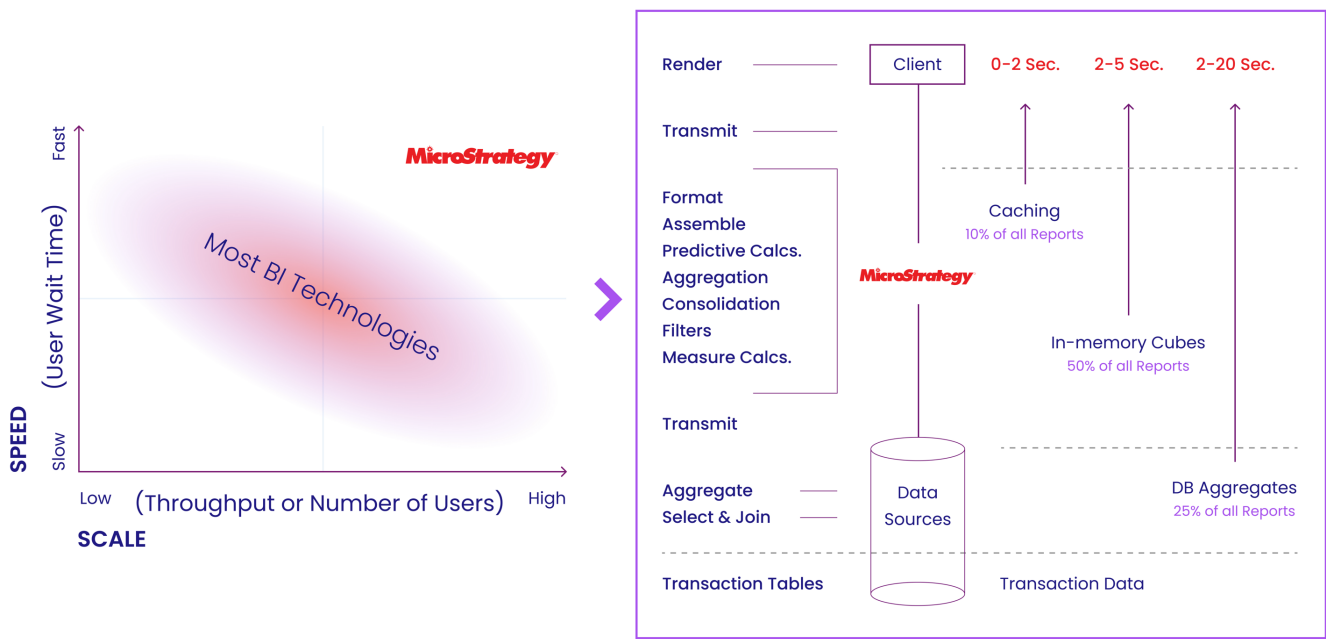 MicroStrategy
Most BI Technologies
SPEED
(User Wait Time)
Fast
Slow
Low
(Throughput or Number of Users)
High
SCALE
Render
Client
0-2 Sec.
2-5 Sec.
2-20 Sec.
Transmit
Format
Assemble
Predictive Calcs.
Aggregation
Consolidation
Filters
Measure Calcs.
Caching
10% of all Reports
MicroStrategy
In-memory Cubes
50% of all Reports
Transmit
Aggregate
Select & Join
Data
Sources
DB Aggregates
25% of all Reports
Transaction Tables
Transaction Data